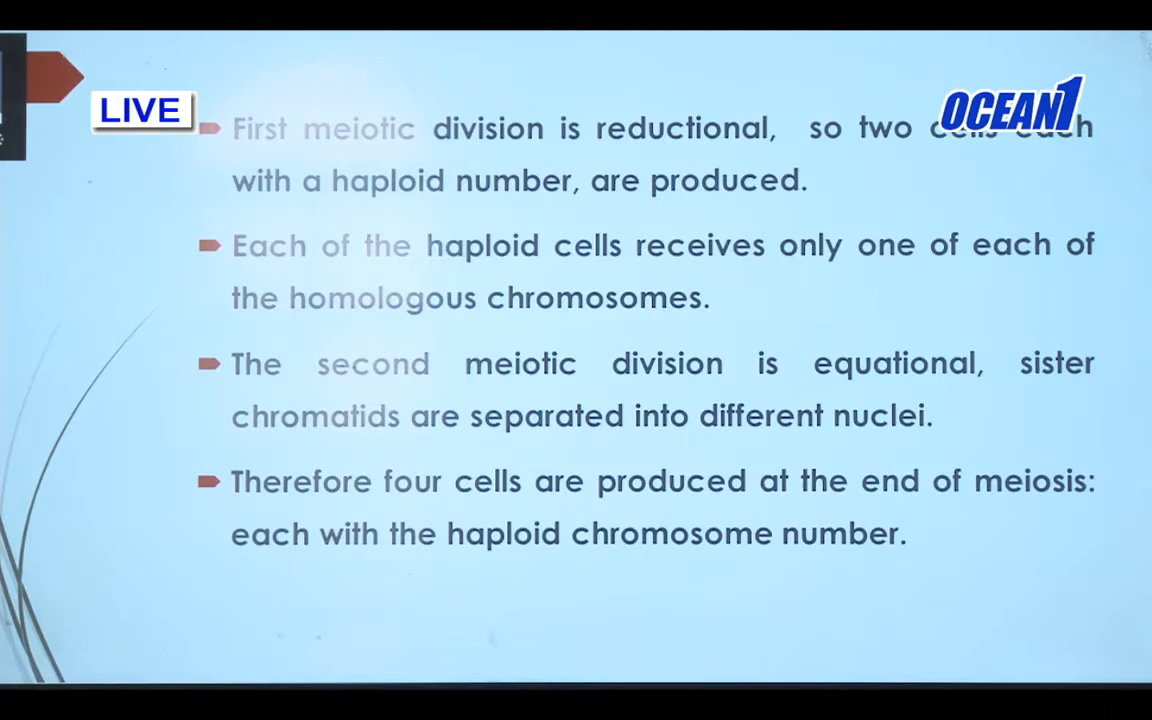 LIVE
OCEAN1
First meiotic division is reductional, so two cells each
with a haploid number, are produced.
Each of the haploid cells receives only one of each of
the homologous chromosomes.
The second meiotic division is equational, sister
chromatids are separated into different nuclei.
Therefore four cells are produced at the end of meiosis:
each with the haploid chromosome number.